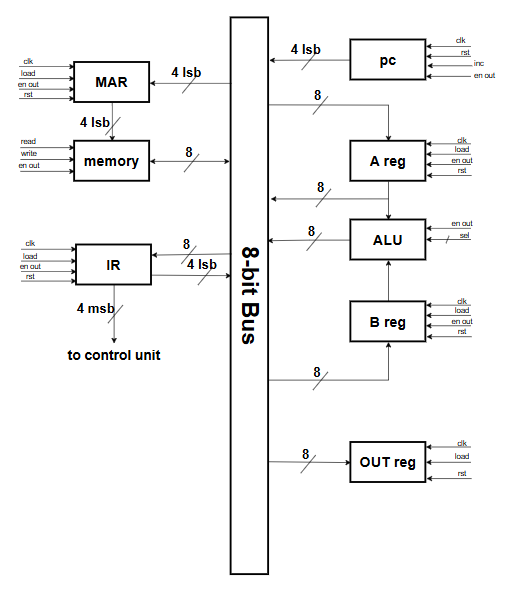 clk
load
en out
rst
MAR
4 lsb
4 lsb
read
write
en out
memory
8
clk
load
en out
rst
IR
8
4 lsb
4 msb
to control unit
8-bit Bus
4 lsb
pc
clk
rst
inc
en out
8
A reg
clk
load
en out
rst
8
8
ALU
en out
sel
B reg
clk
load
en out
rst
8
8
OUT reg
clk
load
rst